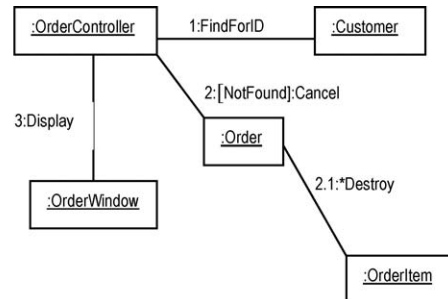 :OrderController
1:FindForID
:Customer
2:[NotFound]:Cancel
3:Display
:Order
2.1:*Destroy
:OrderWindow
:OrderItem